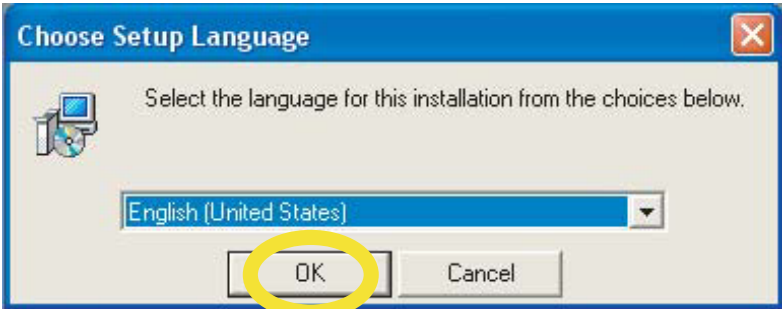 Choose Setup Language
Select the language for this installation from the choices below.
English (United States)
OK
Cancel